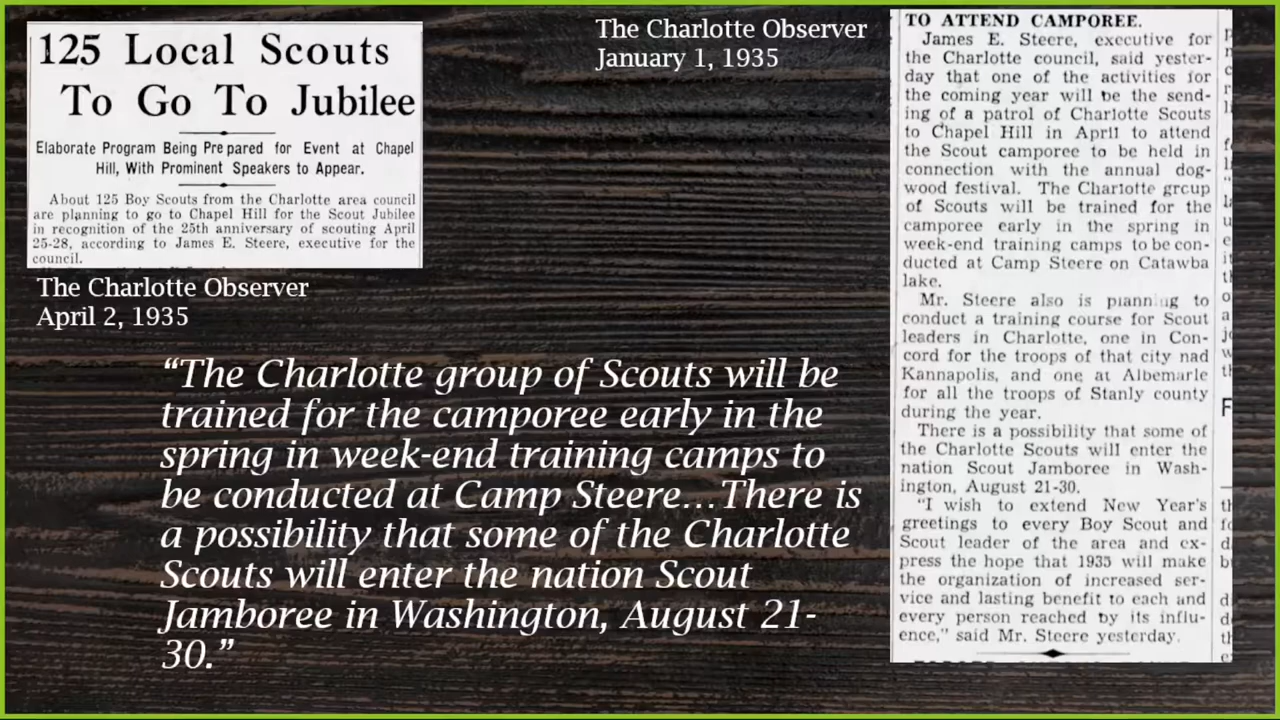 125 Local Scouts
To Go To Jubilee
Elaborate Program Being Prepared for Event at Chapel
Hill, With Prominent Speakers to Appear.
About 125 Boy Scouts from the Charlotte area council
are planning to go to Chapel Hill for the Scout Jubilee
in recognition of the 25th anniversary of scouting April
25-28, according to James E. Steere, executive for the
council.
The Charlotte Observer
April 2, 1935
The Charlotte Observer
January 1, 1935
“The Charlotte group of Scouts will be
trained for the camporee early in the
spring in week-end training camps to
be conducted at Camp Steere...There is
a possibility that some of the Charlotte
Scouts will enter the nation Scout
Jamboree in Washington, August 21-
30.”
TO ATTEND CAMPOREE.
James E. Steere, executive for
the Charlotte council, said yester-
day that one of the activities for
the coming year will be the send-
ing of a patrol of Charlotte Scouts
to Chapel Hill in April to attend
the Scout camporee to be held in
connection with the annual dog-
wood festival. The Charlotte group
of Scouts will be trained for the
camporee early in the spring in
week-end training camps to be con-
ducted at Camp Steere on Catawba
lake.
Mr. Steere also is planning to
conduct a training course for Scout
leaders in Charlotte, one in Con-
cord for the troops of that city nad
Kannapolis, and one at Albemarle
for all the troops of Stanly county
during the year.
There is a possibility that some of
the Charlotte Scouts will enter the
nation Scout Jamboree in Wash-
ington, August 21-30.
“I wish to extend New Year's
greetings to every Boy Scout and
Scout leader of the area and ex-
press the hope that 1935 will make
the organization of increased ser-
vice and lasting benefit to each and
every person reached by its influ-
ence,” said Mr. Steere yesterday.